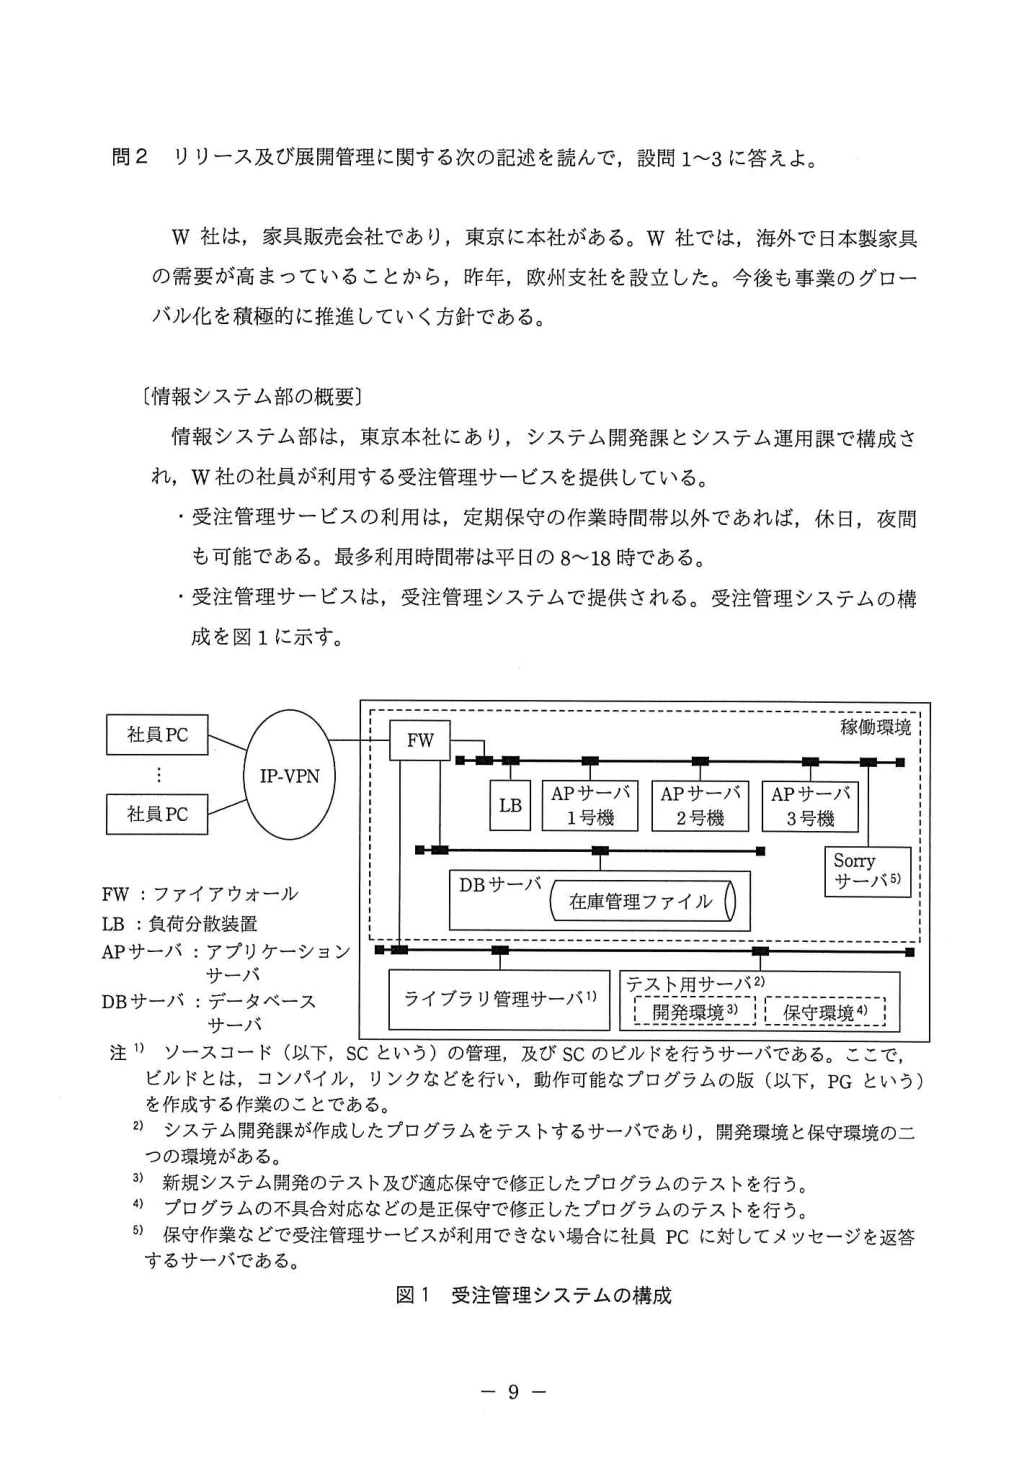 問2 リリース及び展開管理に関する次の記述を読んで，設問1～3に答えよ。
W 社は，家具販売会社であり，東京に本社がある。W 社では，海外で日本製家具
の需要が高まっていることから，昨年，欧州支社を設立した。今後も事業のグロー
バル化を積極的に推進していく方針である。
〔情報システム部の概要〕
情報システム部は，東京本社にあり，システム開発課とシステム運用課で構成さ
れ，W 社の社員が利用する受注管理サービスを提供している。
・受注管理サービスの利用は，定期保守の作業時間帯以外であれば，休日，夜間
も可能である。最多利用時間帯は平日の 8～18 時である。
・受注管理サービスは，受注管理システムで提供される。受注管理システムの構
成を図1に示す。
社員PC
⋮
社員PC
IP-VPN
稼働環境
FW
LB
APサーバ
1号機
APサーバ
2号機
APサーバ
3号機
Sorry
サーバ5)
DBサーバ
在庫管理ファイル
ライブラリ管理サーバ1)
テスト用サーバ2)
開発環境3)
保守環境4)
FW ：ファイアウォール
LB ：負荷分散装置
APサーバ ：アプリケーション
サーバ
DBサーバ ：データベース
サーバ
注 1) ソースコード（以下，SC という）の管理，及び SC のビルドを行うサーバである。ここで，
ビルドとは，コンパイル，リンクなどを行い，動作可能なプログラムの版（以下，PG という）
を作成する作業のことである。
2) システム開発課が作成したプログラムをテストするサーバであり，開発環境と保守環境の二
つの環境がある。
3) 新規システム開発のテスト及び適応保守で修正したプログラムのテストを行う。
4) プログラムの不具合対応などの是正保守で修正したプログラムのテストを行う。
5) 保守作業などで受注管理サービスが利用できない場合に社員 PC に対してメッセージを返答
するサーバである。
図1 受注管理システムの構成
－ 9 －